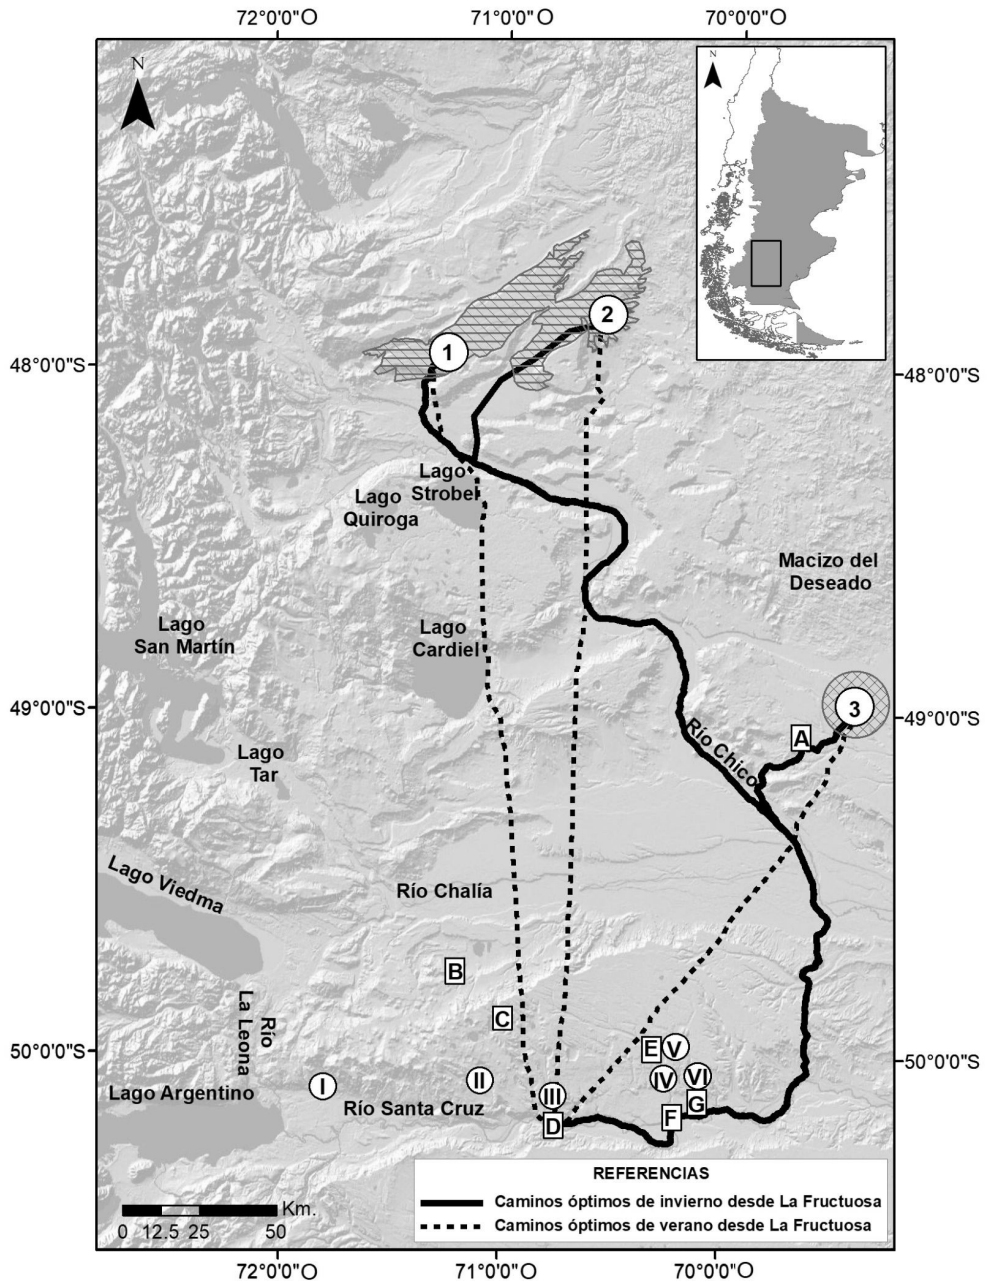 72°0'0"O 71°0'0"O 70°0'0"O
N
N
2
1
48°0'0"S 48°0'0"S
Lago
Strobel
Lago
Quiroga
Macizo del
Deseado
Lago
San Martín
Lago
Cardiel
49°0'0"S 49°0'0"S
3
A
Río Chico
Lago
Tar
Lago Viedma
Río Chalía
B
C
Río
La Leona
50°0'0"S 50°0'0"S
E V
I II III IV VI
Lago Argentino
Río Santa Cruz
D F G
REFERENCIAS
Caminos óptimos de invierno desde La Fructuosa
Caminos óptimos de verano desde La Fructuosa
Km.
0 12.5 25 50
72°0'0"O 71°0'0"O 70°0'0"O